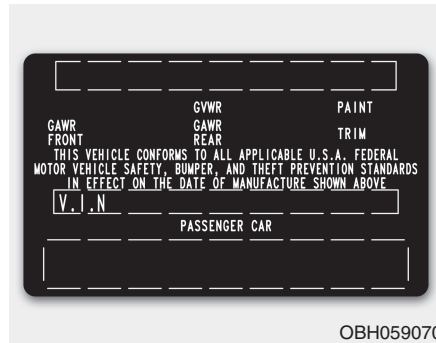 GVWR PAINT
GAWR FRONT GAWR REAR TRIM
THIS VEHICLE CONFORMS TO ALL APPLICABLE U.S.A. FEDERAL
MOTOR VEHICLE SAFETY, BUMPER, AND THEFT PREVENTION STANDARDS
IN EFFECT ON THE DATE OF MANUFACTURE SHOWN ABOVE
V.I.N
PASSENGER CAR
OBH059070